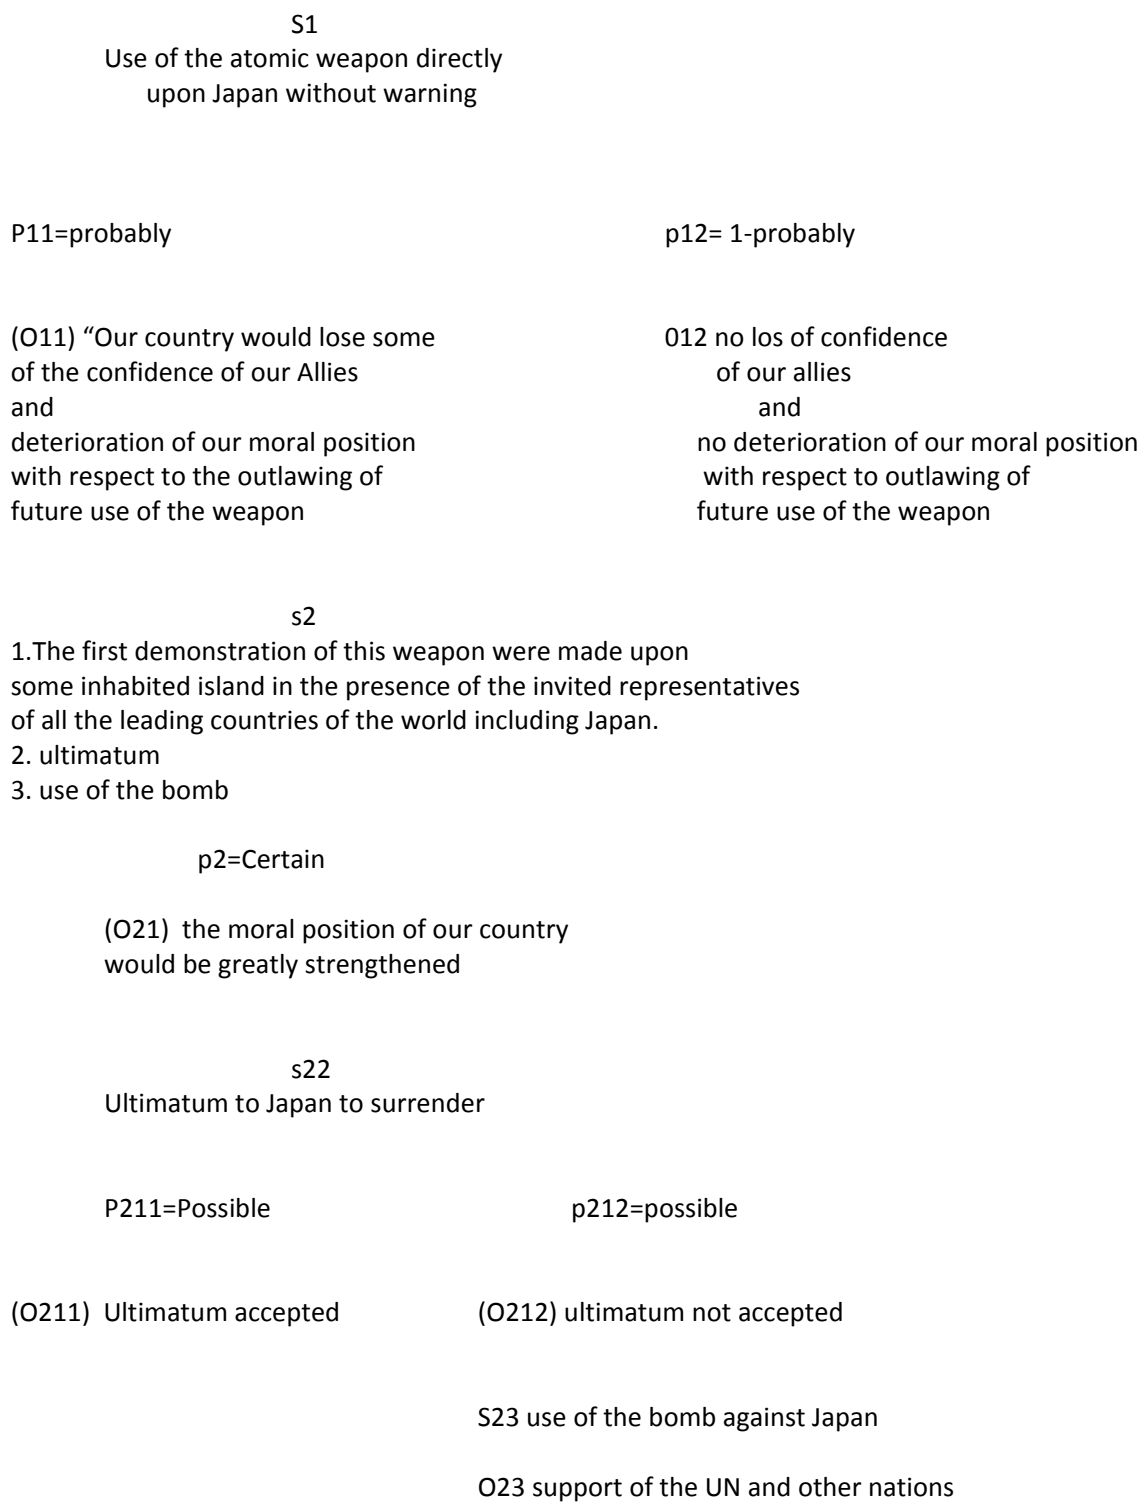 S1
Use of the atomic weapon directly
upon Japan without warning
P11=probably p12= 1-probably
(O11) “Our country would lose some 012 no los of confidence
of the confidence of our Allies of our allies
and and
deterioration of our moral position no deterioration of our moral position
with respect to the outlawing of with respect to outlawing of
future use of the weapon future use of the weapon
s2
1.The first demonstration of this weapon were made upon
some inhabited island in the presence of the invited representatives
of all the leading countries of the world including Japan.
2. ultimatum
3. use of the bomb
p2=Certain
(O21) the moral position of our country
would be greatly strengthened
s22
Ultimatum to Japan to surrender
P211=Possible p212=possible
(O211) Ultimatum accepted (O212) ultimatum not accepted
S23 use of the bomb against Japan
O23 support of the UN and other nations